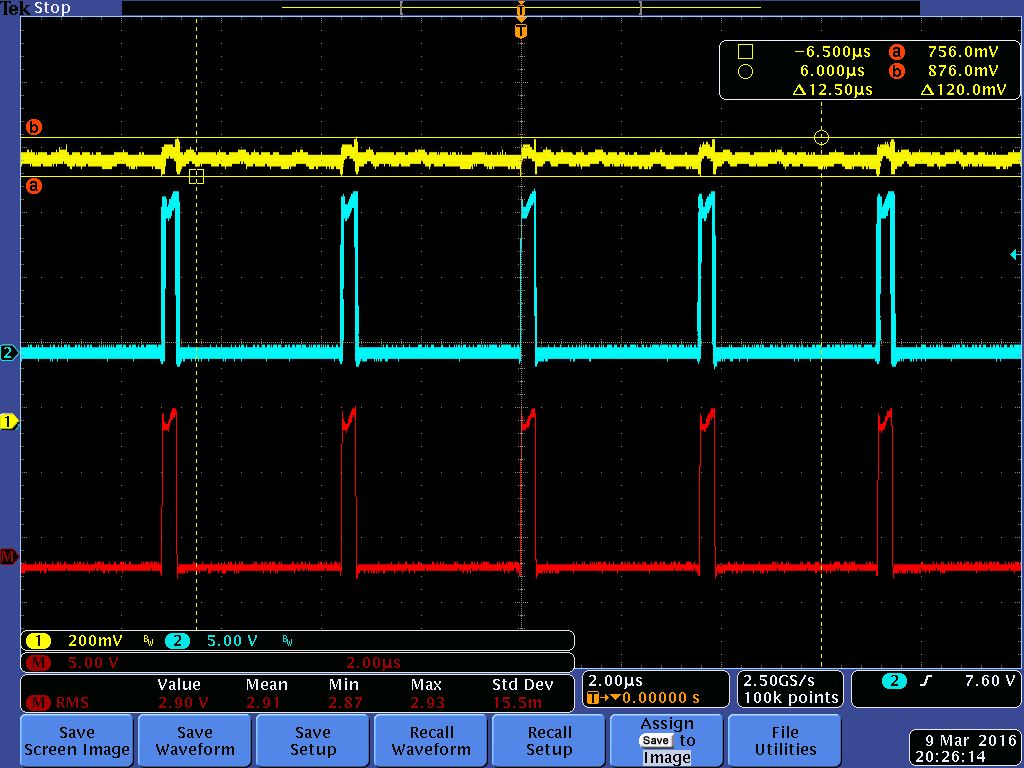 Tek Stop
T
T
−6.500µs a 756.0mV
6.000µs b 876.0mV
Δ12.50µs Δ120.0mV
b
a
2
1
M
1 200mV BW 2 5.00 V BW
M 5.00 V 2.00µs
Value Mean Min Max Std Dev
M RMS 2.90 V 2.91 2.87 2.93 15.5m
2.00µs
T→▼0.00000 s
2.50GS/s
100k points
2 7.60 V
Save
Screen Image
Save
Waveform
Save
Setup
Recall
Waveform
Recall
Setup
Assign
Save to
Image
File
Utilities
9 Mar 2016
20:26:14